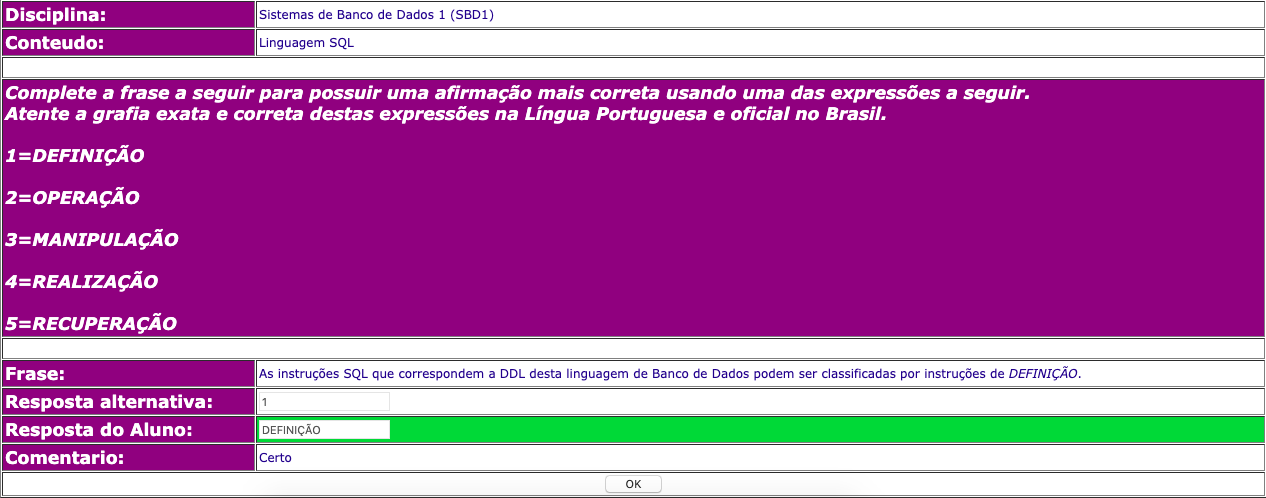 Disciplina: Sistemas de Banco de Dados 1 (SBD1)
Conteudo: Linguagem SQL
Complete a frase a seguir para possuir uma afirmação mais correta usando uma das expressões a seguir.
Atente a grafia exata e correta destas expressões na Língua Portuguesa e oficial no Brasil.
1=DEFINIÇÃO
2=OPERAÇÃO
3=MANIPULAÇÃO
4=REALIZAÇÃO
5=RECUPERAÇÃO
Frase: As instruções SQL que correspondem a DDL desta linguagem de Banco de Dados podem ser classificadas por instruções de DEFINIÇÃO.
Resposta alternativa: 1
Resposta do Aluno: DEFINIÇÃO
Comentario: Certo
OK